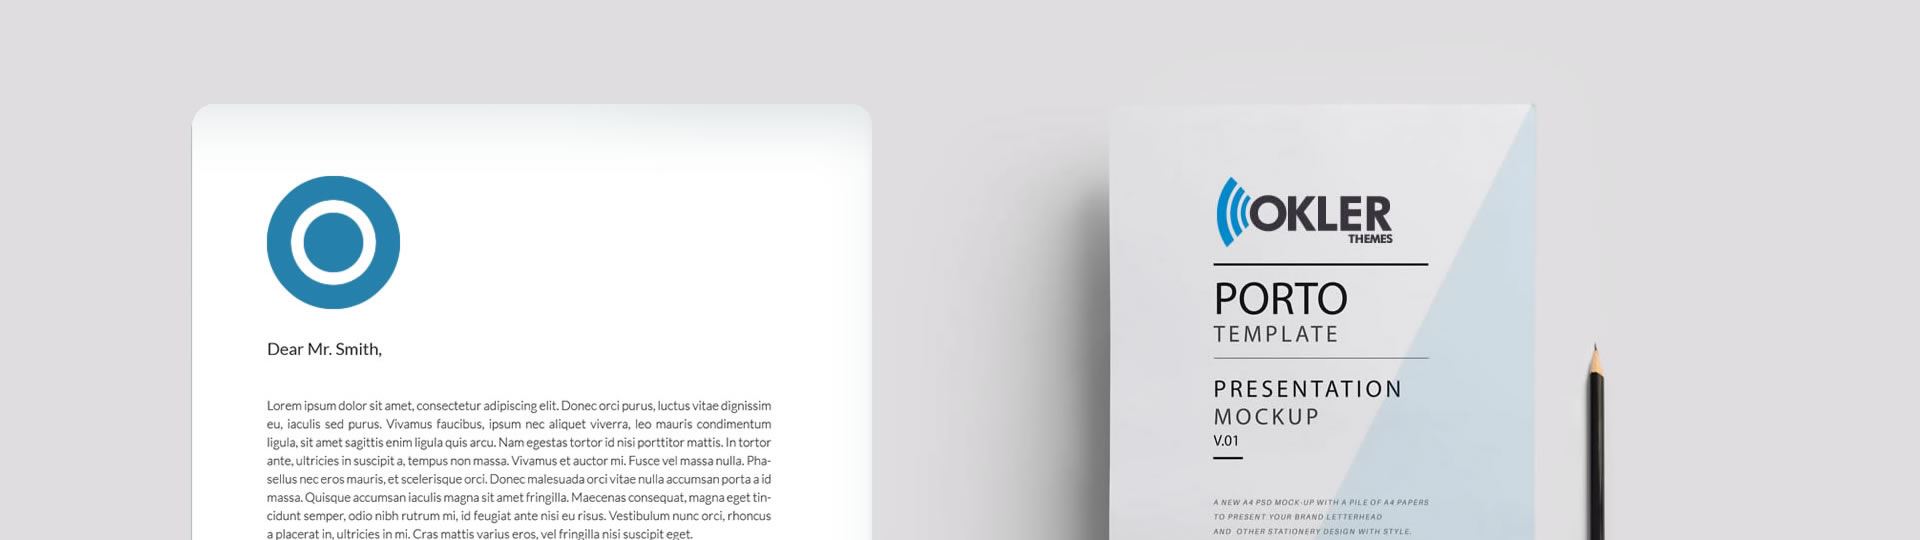 Dear Mr. Smith,
Lorem ipsum dolor sit amet, consectetur adipiscing elit. Donec orci purus, luctus vitae dignissim
eu, iaculis sed purus. Vivamus faucibus, ipsum nec aliquet viverra, leo mauris condimentum
ligula, sit amet sagittis enim ligula quis arcu. Nam egestas tortor id nisi porttitor mattis. In tortor
ante, ultricies in suscipit a, tempus non massa. Vivamus et auctor mi. Fusce vel massa nulla. Pha-
sellus nec eros mauris, et scelerisque orci. Donec malesuada orci vitae nulla accumsan porta a id
massa. Quisque accumsan iaculis magna sit amet fringilla. Maecenas consequat, magna eget tin-
cidunt semper, odio nibh rutrum mi, id feugiat ante nisi eu risus. Vestibulum nunc orci, rhoncus
a placerat in, ultricies in mi. Cras mattis varius eros, vel fringilla nisi suscipit eget.
OKLER
THEMES
PORTO
TEMPLATE
PRESENTATION
MOCKUP
V.01
A NEW A4 PSD MOCK-UP WITH A PILE OF A4 PAPERS
TO PRESENT YOUR BRAND LETTERHEAD
AND OTHER STATIONERY DESIGN WITH STYLE.